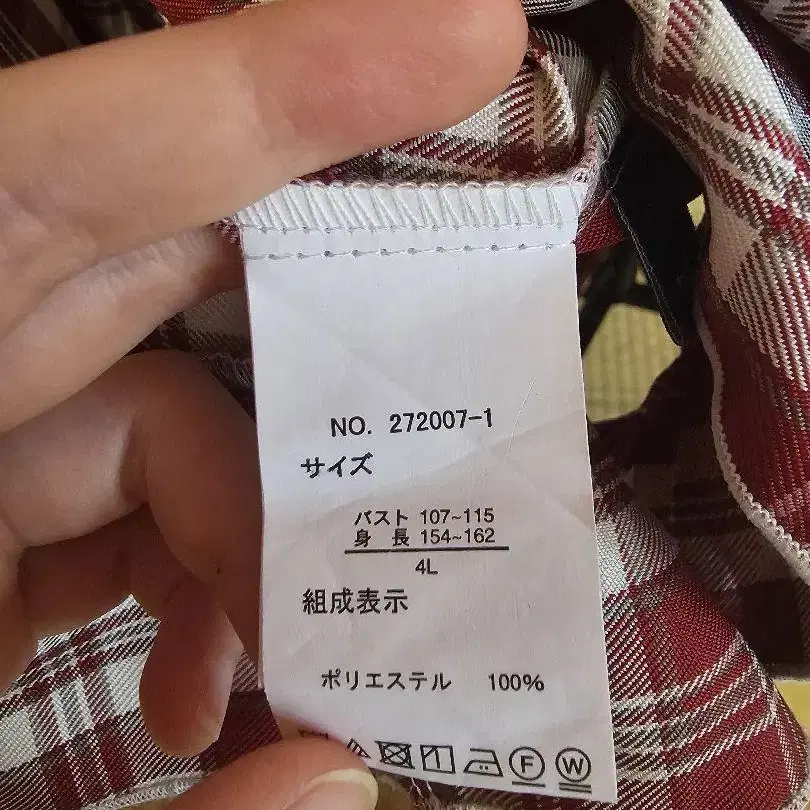 NO. 272007-1
サイズ
バスト 107~115
身 長 154~162
4L
組成表示
ポリエステル 100%
F W